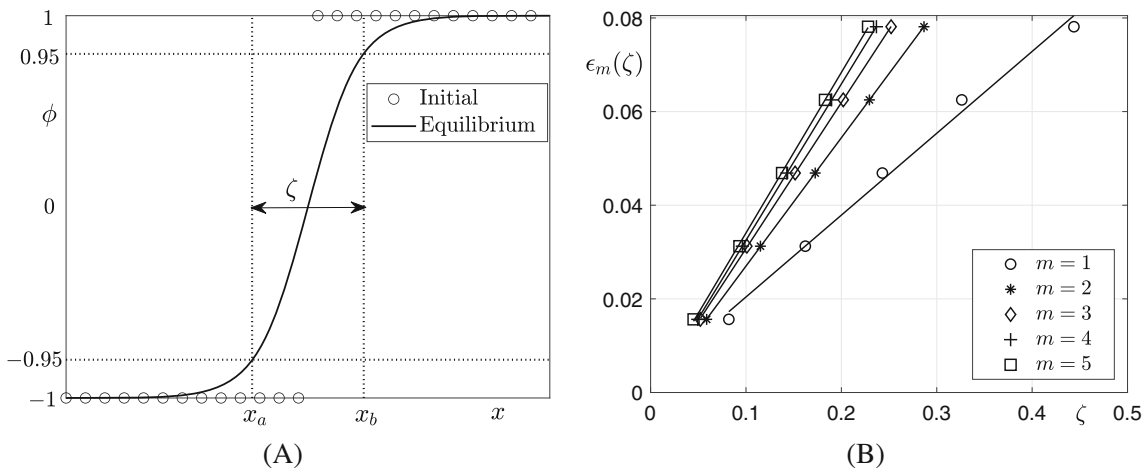 1
0.95
ϕ
0
−0.95
−1
Initial
Equilibrium
ζ
x_a
x_b
x
(A)
0.08
ϵ_m(ζ)
0.06
0.04
0.02
0
0
0.1
0.2
0.3
0.4
ζ
0.5
m = 1
m = 2
m = 3
m = 4
m = 5
(B)